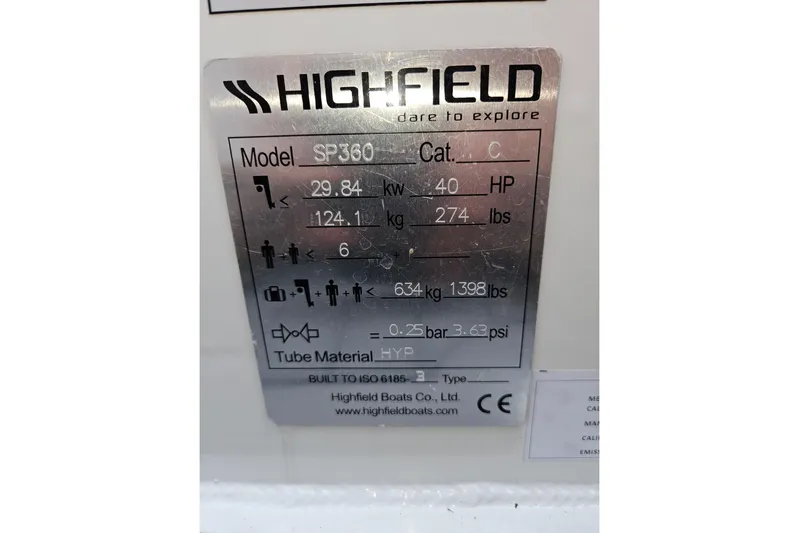 HIGHFIELD
dare to explore
Model SP360 Cat. C
≤ 29.84 kw 40 HP
124.1 kg 274 lbs
+ ≤ 6 +
+ + + ≤ 634 kg 1398 lbs
= 0.25 bar 3.63 psi
Tube Material HYP
BUILT TO ISO 6185- 3 Type
Highfield Boats Co., Ltd.
www.highfieldboats.com CE
MAN
EMISS